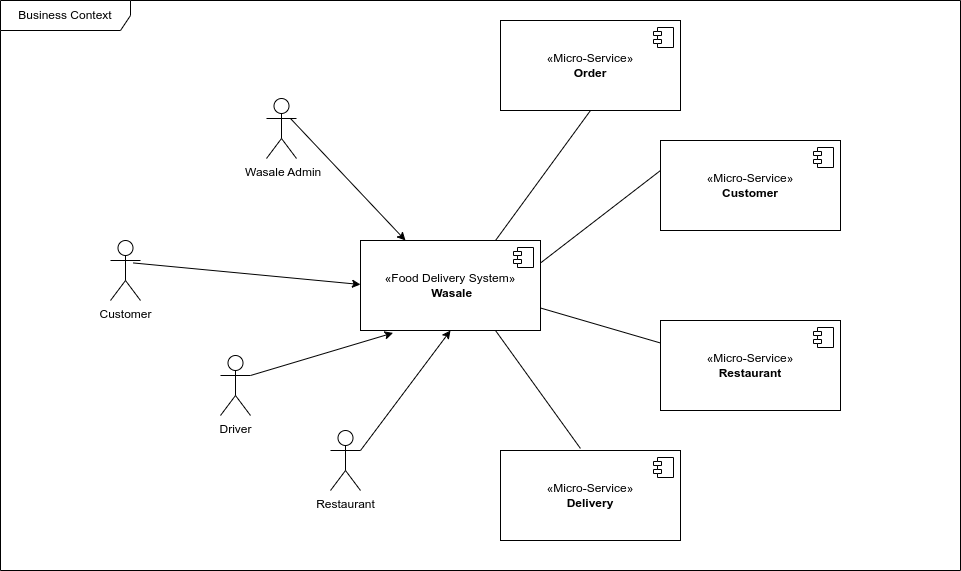 Business Context
«Micro-Service»
Order
Wasale Admin
«Micro-Service»
Customer
«Food Delivery System»
Wasale
Customer
«Micro-Service»
Restaurant
Driver
Restaurant
«Micro-Service»
Delivery